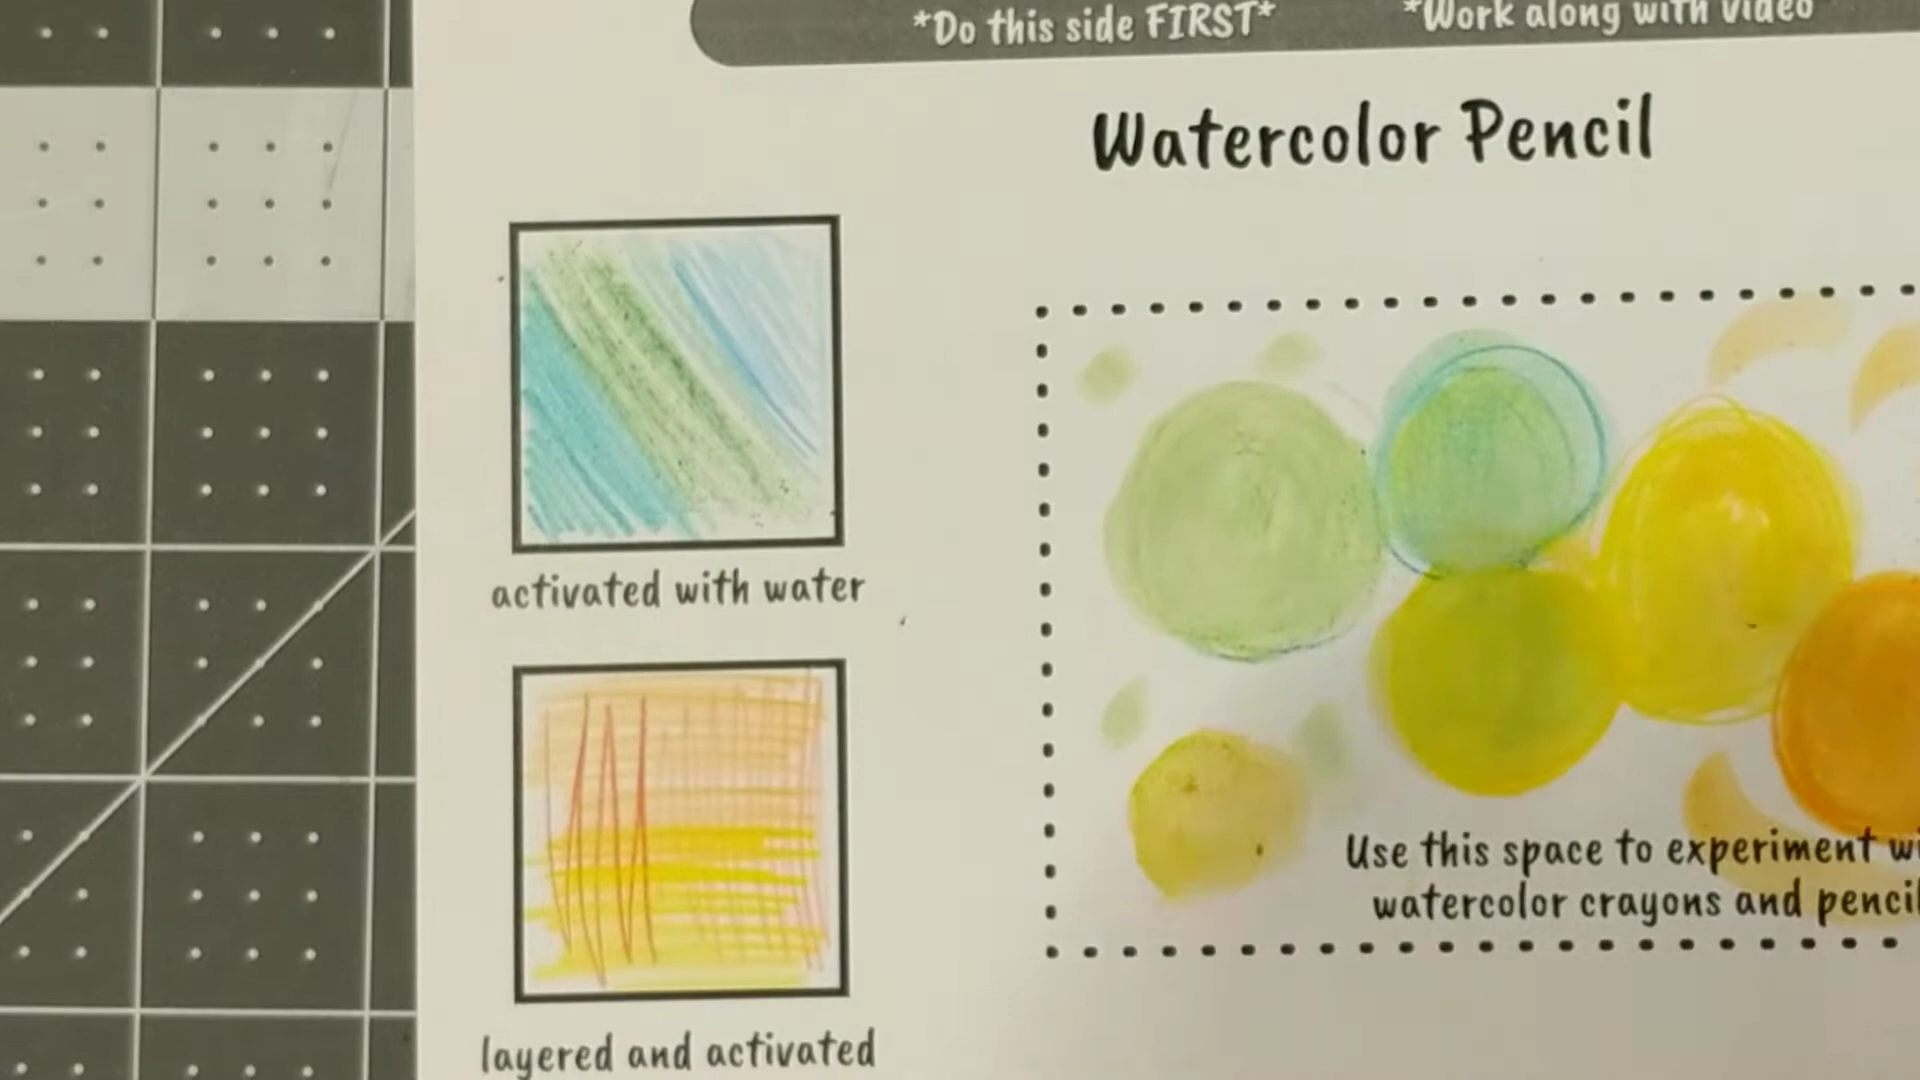 *Do this side FIRST*
*Work along with video
Watercolor Pencil
activated with water
layered and activated
Use this space to experiment
watercolor crayons and